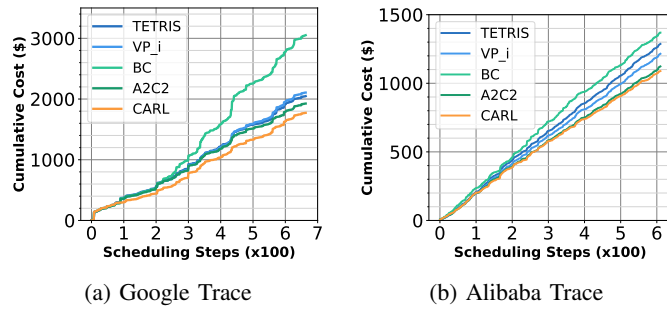 Cumulative Cost ($)
3000
2000
1000
0
TETRIS
VP_i
BC
A2C2
CARL
0 1 2 3 4 5 6 7
Scheduling Steps (x100)
(a) Google Trace
Cumulative Cost ($)
1500
1000
500
0
TETRIS
VP_i
BC
A2C2
CARL
0 1 2 3 4 5 6
Scheduling Steps (x100)
(b) Alibaba Trace